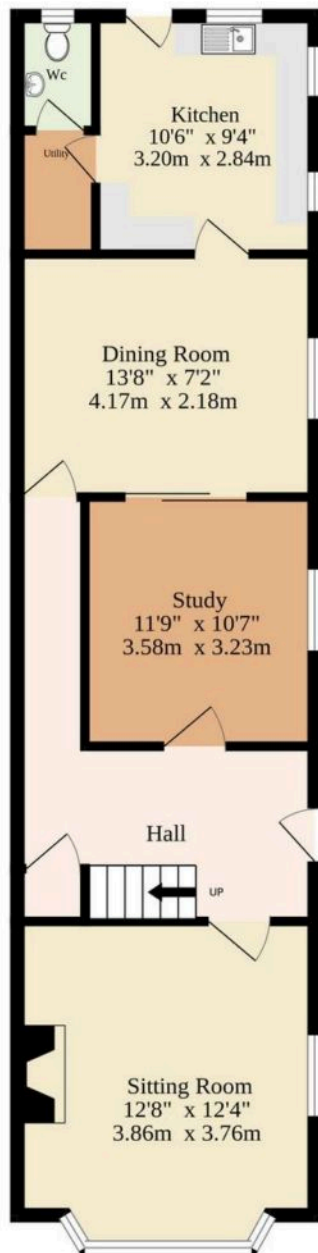 Wc
Utility
Kitchen
10'6" x 9'4"
3.20m x 2.84m
Dining Room
13'8" x 7'2"
4.17m x 2.18m
Study
11'9" x 10'7"
3.58m x 3.23m
Hall
UP
Sitting Room
12'8" x 12'4"
3.86m x 3.76m